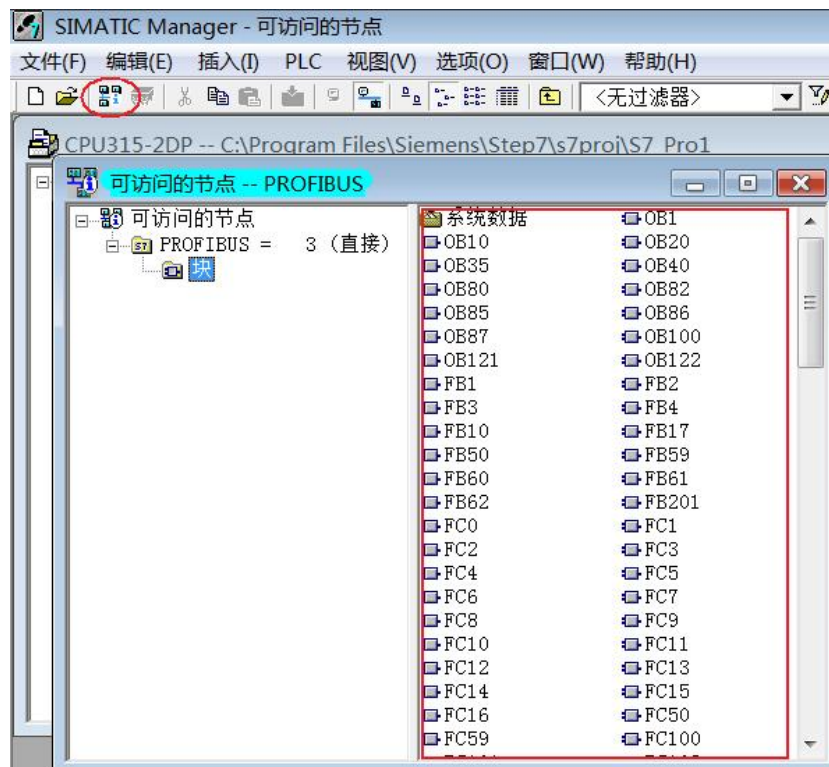 SIMATIC Manager - 可访问的节点
文件(F) 编辑(E) 插入(I) PLC 视图(V) 选项(O) 窗口(W) 帮助(H)
<无过滤器>
CPU315-2DP -- C:\Program Files\Siemens\Step7\s7proj\S7_Pro1
可访问的节点 -- PROFIBUS
可访问的节点
PROFIBUS = 3 (直接)
块
系统数据 OB1
OB10 OB20
OB35 OB40
OB80 OB82
OB85 OB86
OB87 OB100
OB121 OB122
FB1 FB2
FB3 FB4
FB10 FB17
FB50 FB59
FB60 FB61
FB62 FB201
FC0 FC1
FC2 FC3
FC4 FC5
FC6 FC7
FC8 FC9
FC10 FC11
FC12 FC13
FC14 FC15
FC16 FC50
FC59 FC100